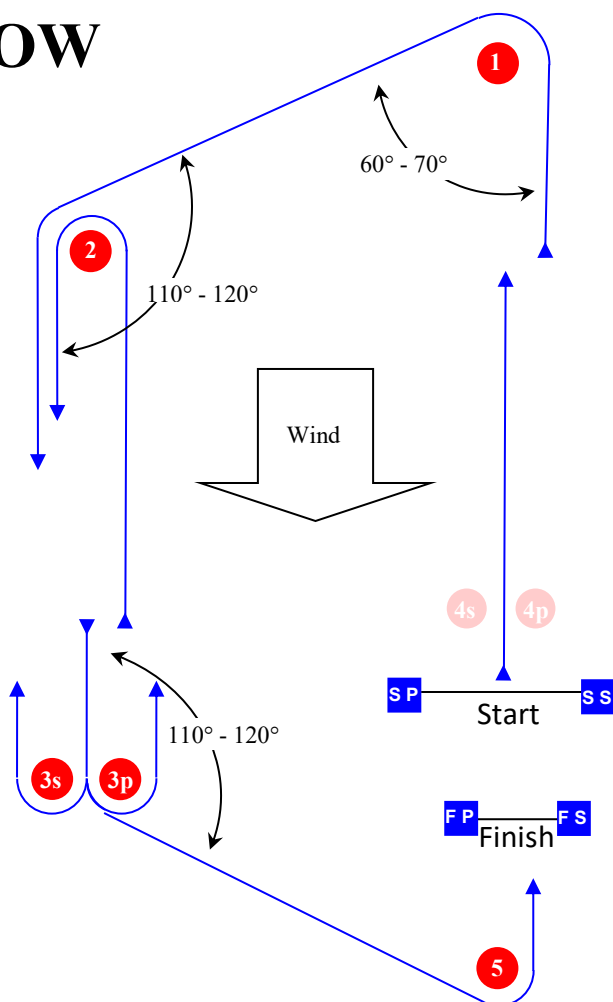 OW
1
60° - 70°
2
110° - 120°
Wind
4s 4p
S P S S
Start
110° - 120°
3s 3p
F P F S
Finish
5